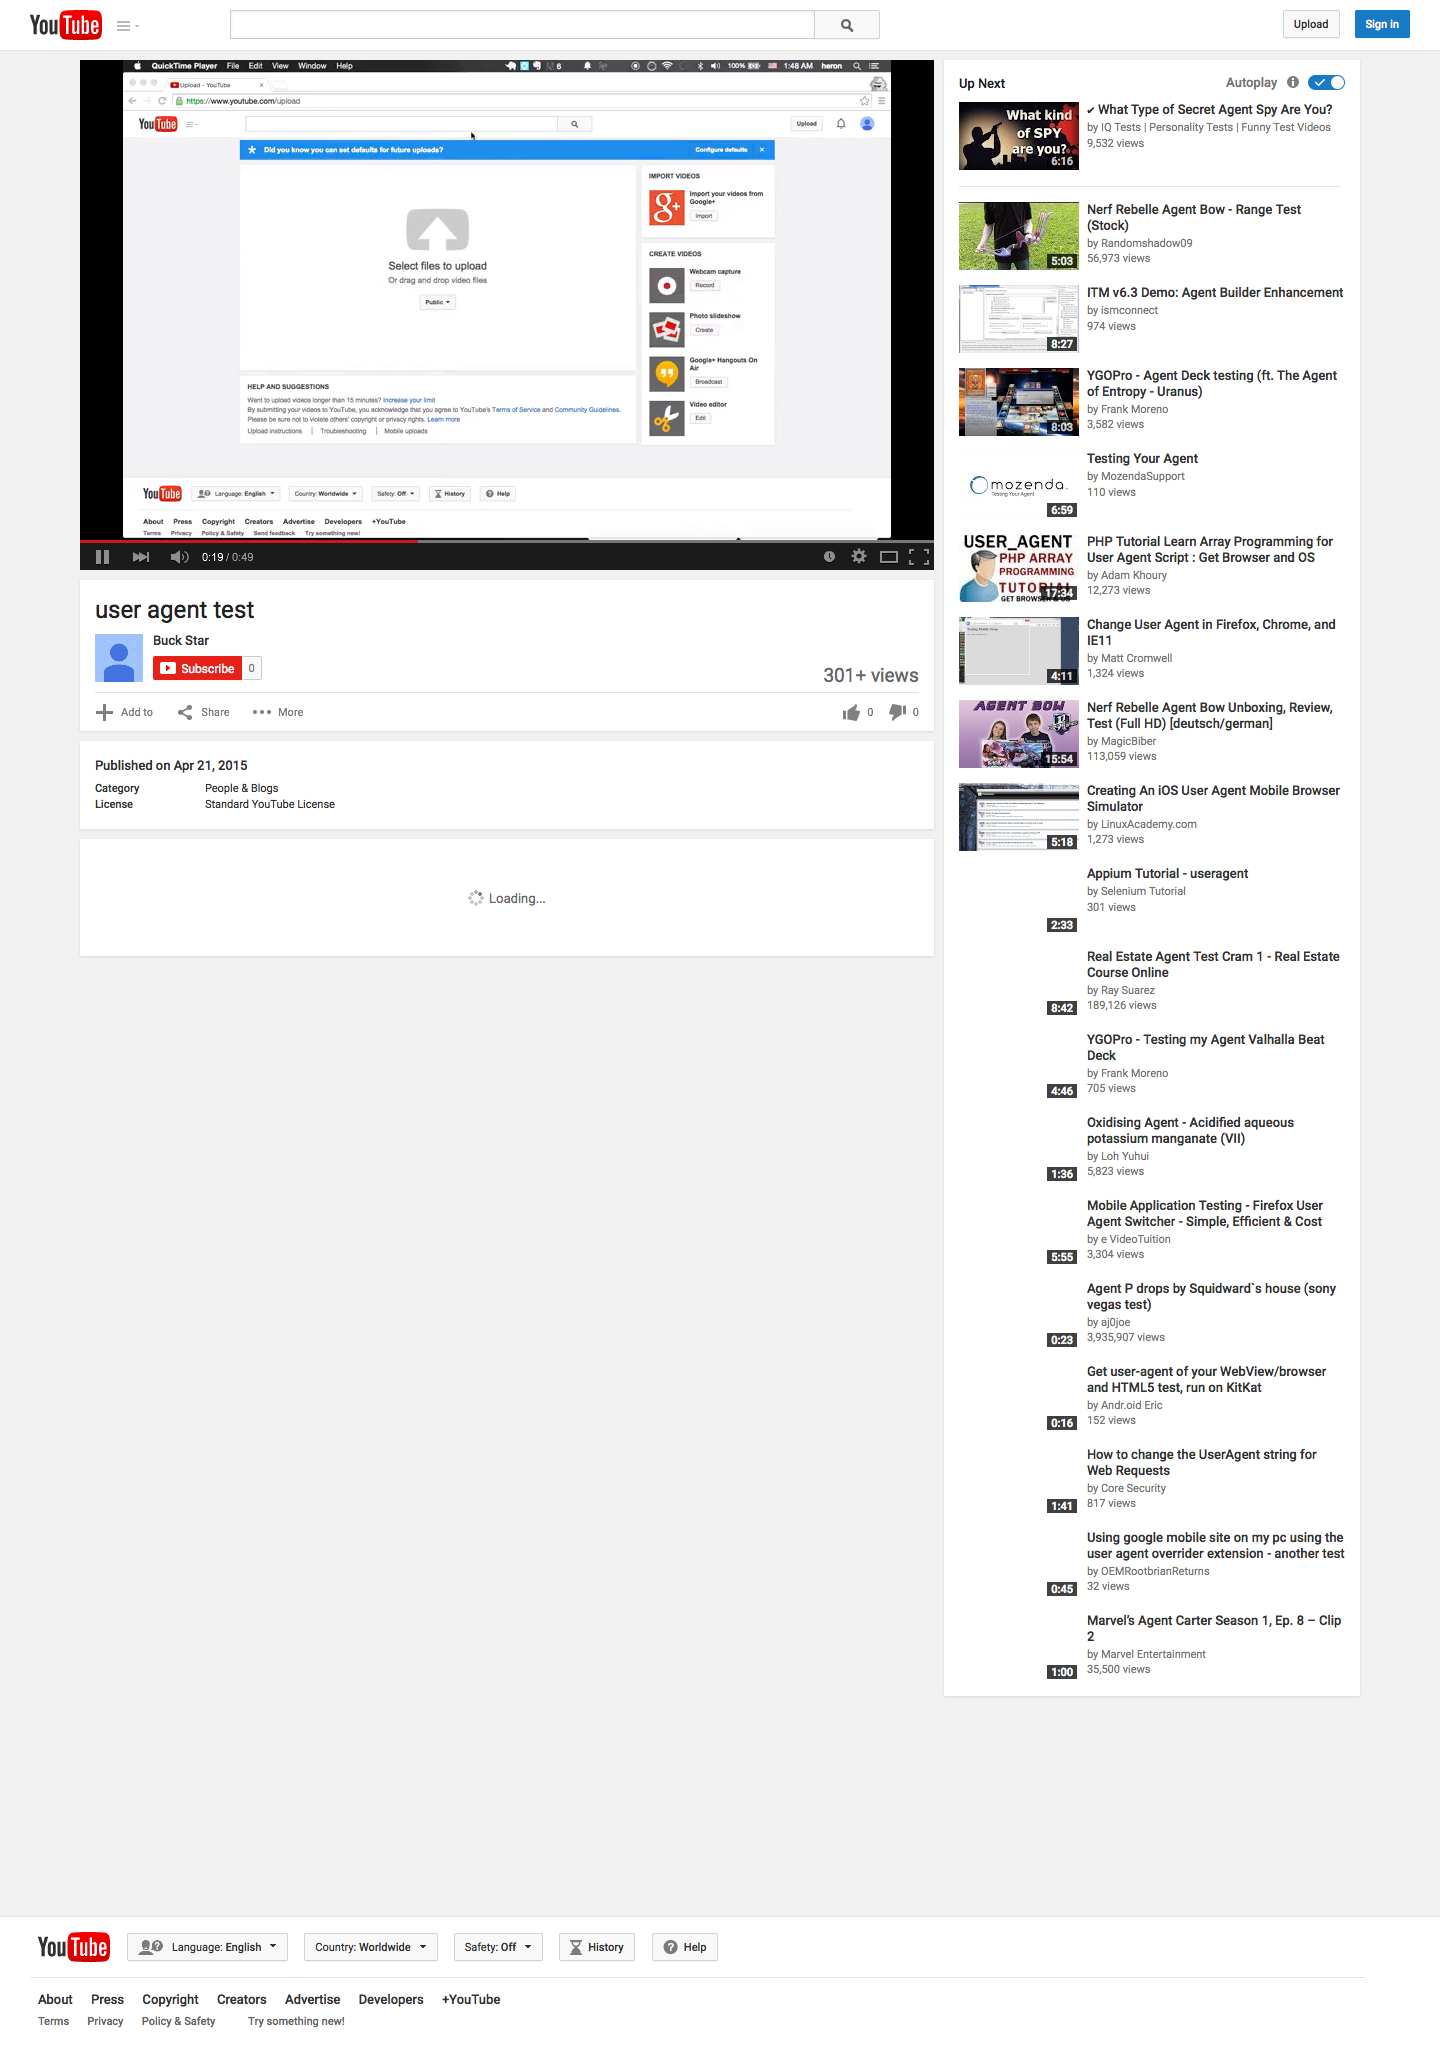 YouTube
Upload
Sign in
QuickTime Player File Edit View Window Help
6
100%
1:48 AM heron
Upload - YouTube
https://www.youtube.com/upload
YouTube
Upload
Did you know you can set defaults for future uploads?
Configure defaults
Select files to upload
Or drag and drop video files
Public
IMPORT VIDEOS
Import your videos from
Google+
Import
CREATE VIDEOS
Webcam capture
Record
Photo slideshow
Create
Google+ Hangouts On
Air
Broadcast
Video editor
Edit
HELP AND SUGGESTIONS
Want to upload videos longer than 15 minutes? Increase your limit
By submitting your videos to YouTube, you acknowledge that you agree to YouTube's Terms of Service and Community Guidelines.
Please be sure not to violate others' copyright or privacy rights. Learn more
Upload instructions | Troubleshooting | Mobile uploads
YouTube
Language: English
Country: Worldwide
Safety: Off
History
Help
About Press Copyright Creators Advertise Developers +YouTube
Terms Privacy Policy & Safety Send feedback Try something new!
0:19 / 0:49
user agent test
Buck Star
Subscribe
0
301+ views
Add to
Share
More
0
0
Published on Apr 21, 2015
Category People & Blogs
License Standard YouTube License
Loading...
Up Next
Autoplay
What kind
of SPY
are you?
6:16
✔ What Type of Secret Agent Spy Are You?
by IQ Tests | Personality Tests | Funny Test Videos
9,532 views
5:03
Nerf Rebelle Agent Bow - Range Test
(Stock)
by Randomshadow09
56,973 views
8:27
ITM v6.3 Demo: Agent Builder Enhancement
by ismconnect
974 views
8:03
YGOPro - Agent Deck testing (ft. The Agent
of Entropy - Uranus)
by Frank Moreno
3,582 views
mozenda
Testing Your Agent
6:59
Testing Your Agent
by MozendaSupport
110 views
USER_AGENT
PHP ARRAY
PROGRAMMING
TUTORIAL
GET BROWSER & OS
17:34
PHP Tutorial Learn Array Programming for
User Agent Script : Get Browser and OS
by Adam Khoury
12,273 views
4:11
Change User Agent in Firefox, Chrome, and
IE11
by Matt Cromwell
1,324 views
AGENT BOW
15:54
Nerf Rebelle Agent Bow Unboxing, Review,
Test (Full HD) [deutsch/german]
by MagicBiber
113,059 views
5:18
Creating An iOS User Agent Mobile Browser
Simulator
by LinuxAcademy.com
1,273 views
2:33
Appium Tutorial - useragent
by Selenium Tutorial
301 views
8:42
Real Estate Agent Test Cram 1 - Real Estate
Course Online
by Ray Suarez
189,126 views
4:46
YGOPro - Testing my Agent Valhalla Beat
Deck
by Frank Moreno
705 views
1:36
Oxidising Agent - Acidified aqueous
potassium manganate (VII)
by Loh Yuhui
5,823 views
5:55
Mobile Application Testing - Firefox User
Agent Switcher - Simple, Efficient & Cost
by e VideoTuition
3,304 views
0:23
Agent P drops by Squidward`s house (sony
vegas test)
by aj0joe
3,935,907 views
0:16
Get user-agent of your WebView/browser
and HTML5 test, run on KitKat
by Andr.oid Eric
152 views
1:41
How to change the UserAgent string for
Web Requests
by Core Security
817 views
0:45
Using google mobile site on my pc using the
user agent overrider extension - another test
by OEMRootbrianReturns
32 views
1:00
Marvel’s Agent Carter Season 1, Ep. 8 – Clip
2
by Marvel Entertainment
35,500 views
YouTube
Language: English
Country: Worldwide
Safety: Off
History
Help
About Press Copyright Creators Advertise Developers +YouTube
Terms Privacy Policy & Safety Try something new!